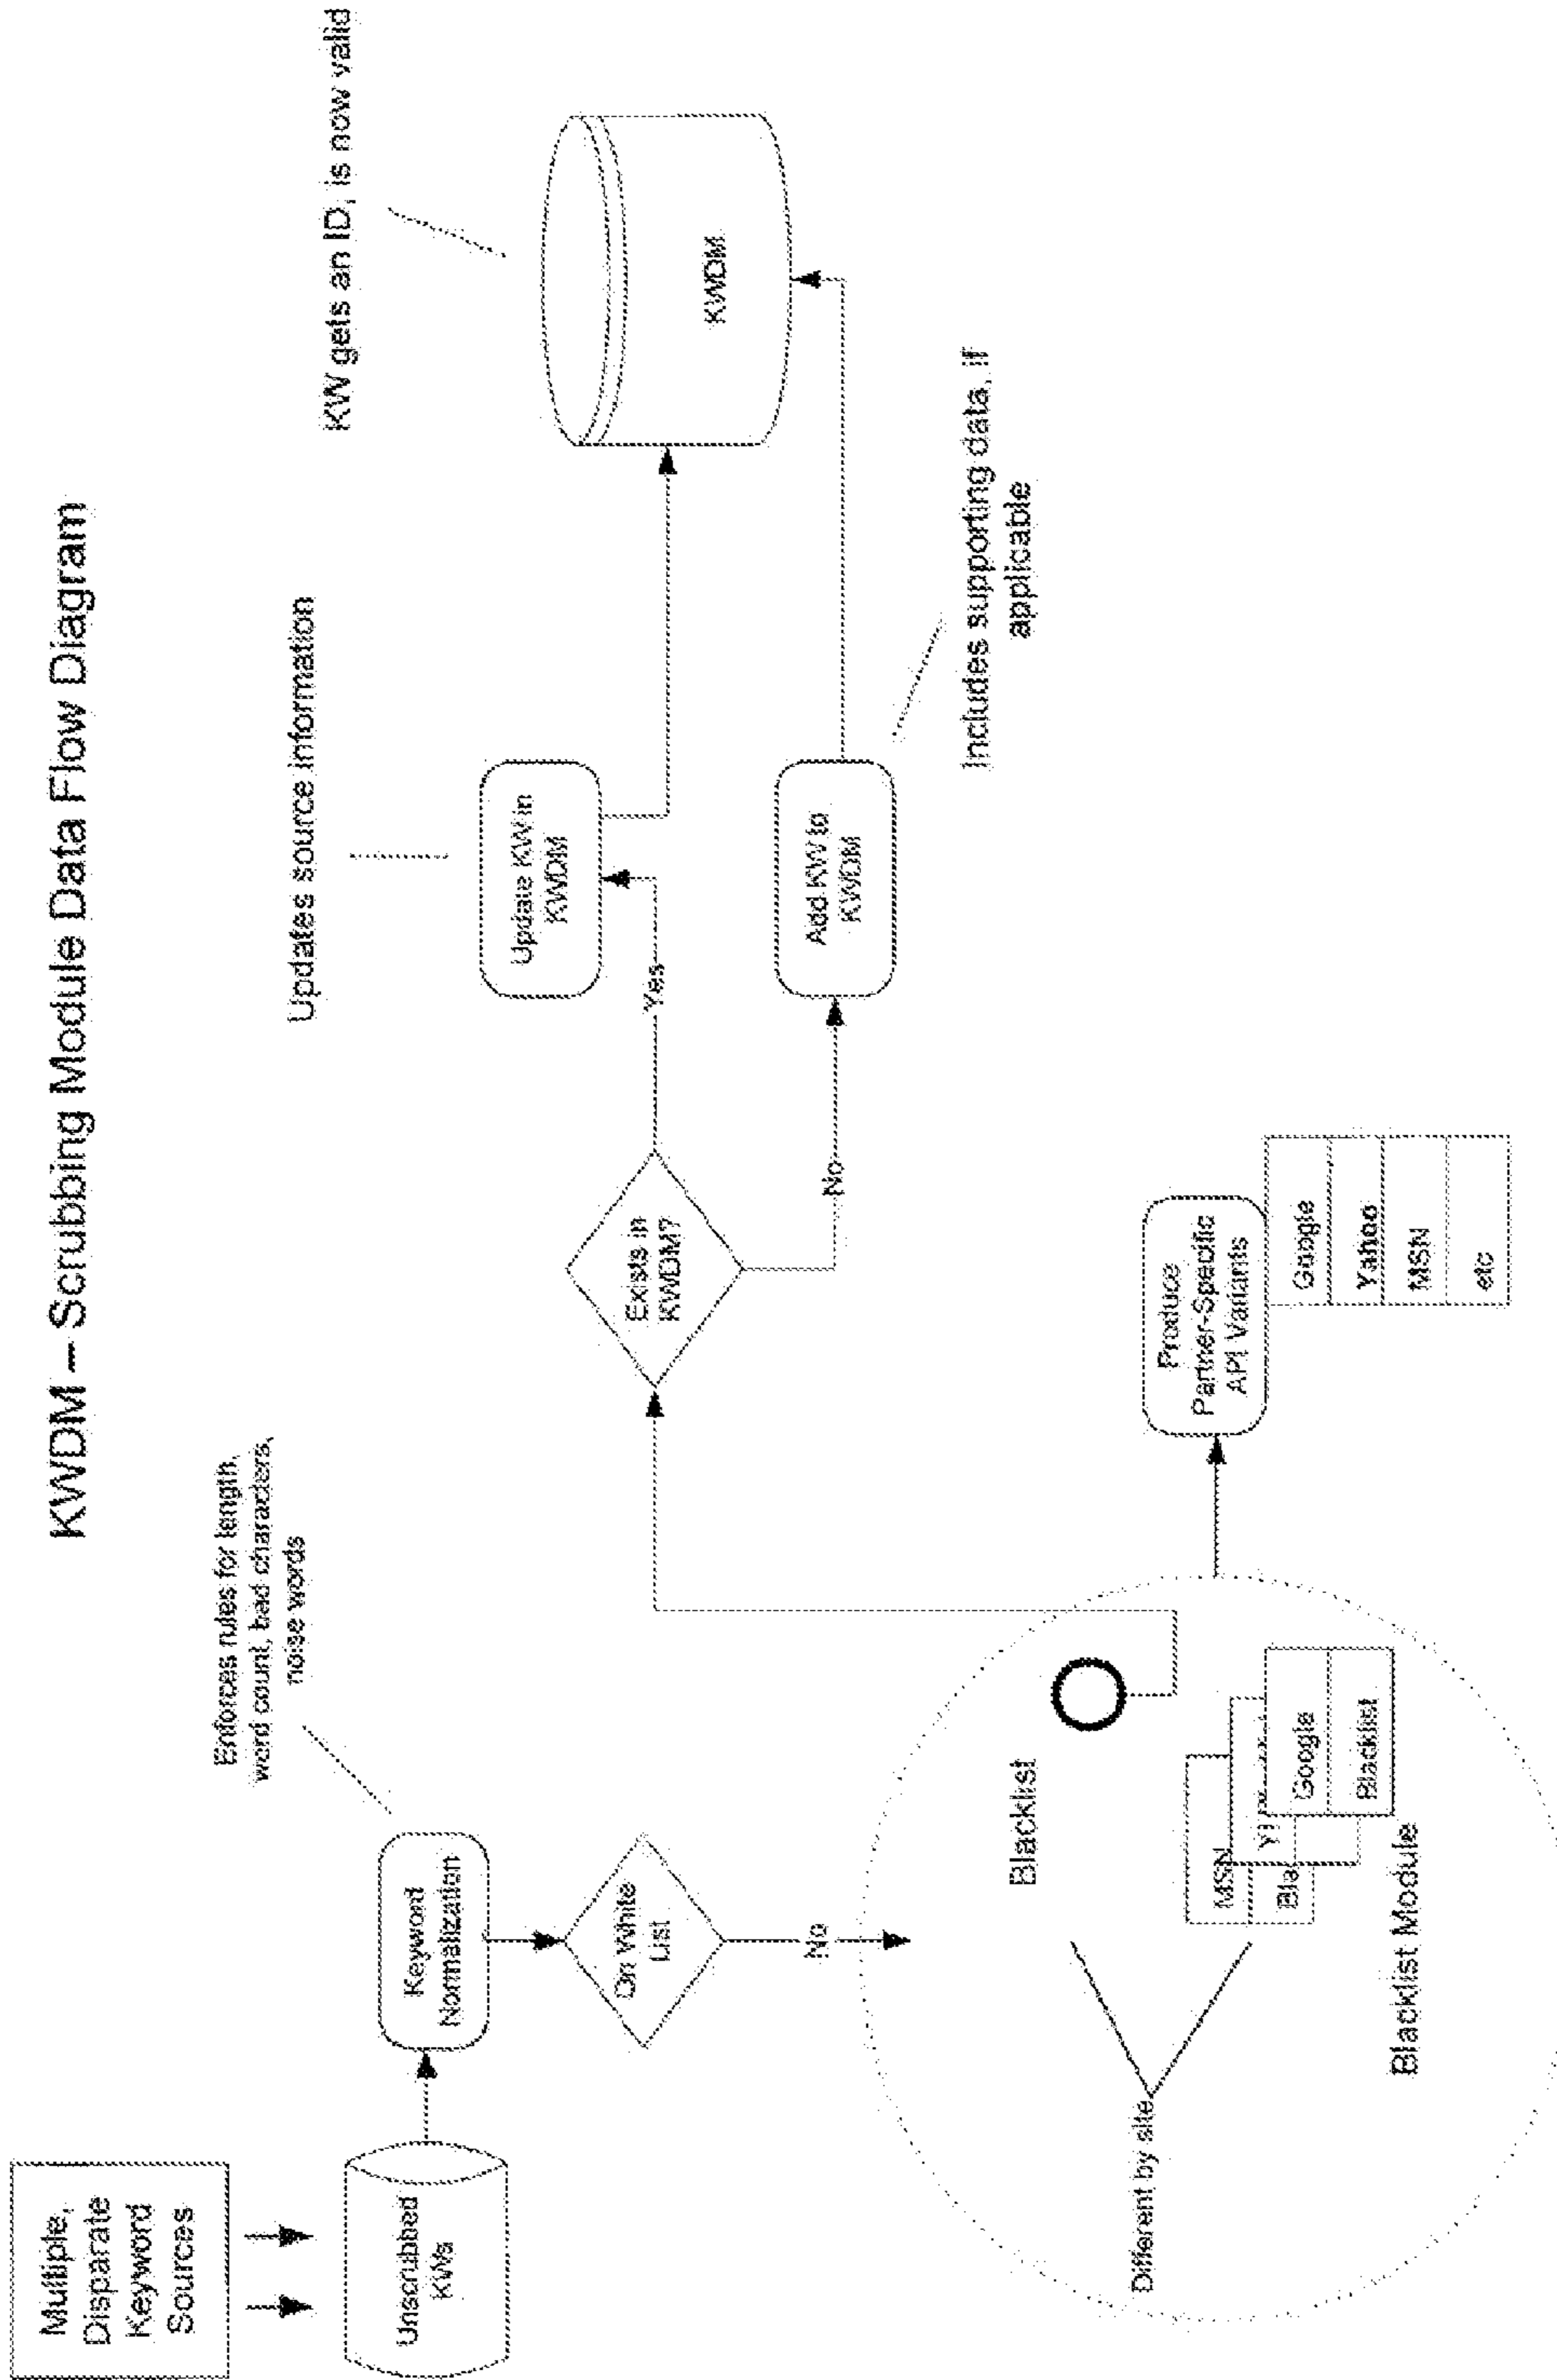 KWDM – Scrubbing Module Data Flow Diagram
Multiple,
Disparate
Keyword
Sources
Unscrubbed
KWs
Keyword
Normalization
Enforces rules for length,
word count, bad characters,
noise words
On White
List
No
Different by site
Blacklist
MSN
Bla
Google
Blacklist
Blacklist Module
Produce
Partner-Specific
API Variants
Google
Yahoo
MSN
etc
Exists in
KWDM?
Yes
No
Updates source information
Update KW in
KWDM
Add KW to
KWDM
Includes supporting data, if
applicable
KW gets an ID, is now valid
KWDM